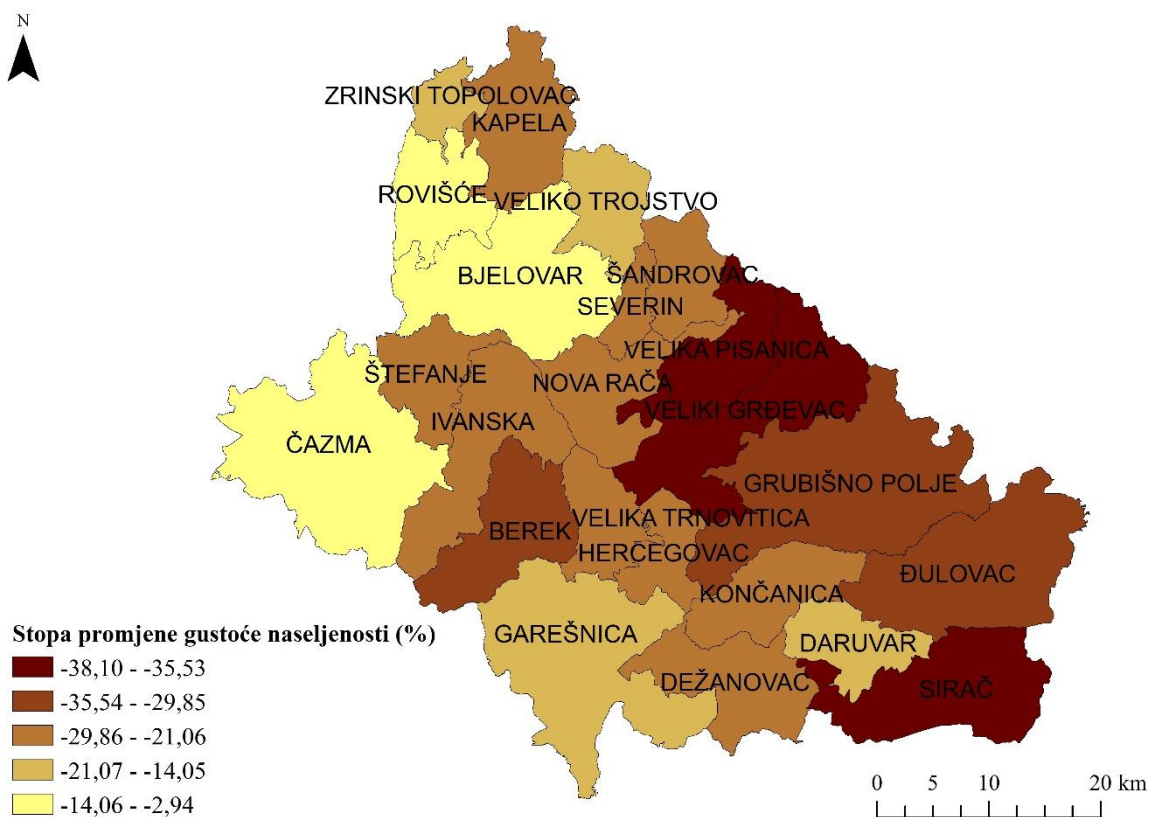 N
ZRINSKI TOPOLOVAC
KAPELA
ROVIŠĆE
VELIKO TROJSTVO
BJELOVAR
ŠANDROVAC
SEVERIN
VELIKA PISANICA
ŠTEFANJE
NOVA RAČA
VELIKI GRĐEVAC
IVANSKA
ČAZMA
GRUBIŠNO POLJE
VELIKA TRNOVITICA
BEREK
HERCEGOVAC
ĐULOVAC
KONČANICA
GAREŠNICA
DARUVAR
DEŽANOVAC
SIRAČ
Stopa promjene gustoće naseljenosti (%)
-38,10 - -35,53
-35,54 - -29,85
-29,86 - -21,06
-21,07 - -14,05
-14,06 - -2,94
0 5 10 20 km